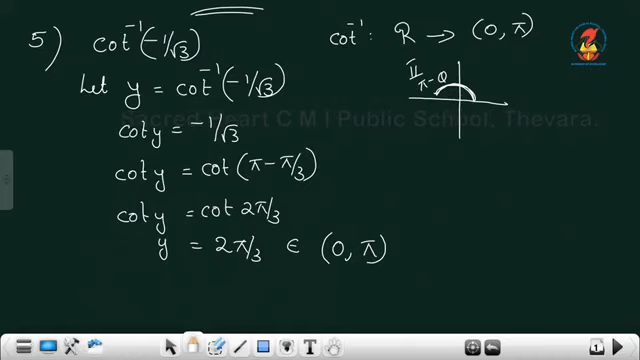 5) cot⁻¹(-1/√3)
cot⁻¹: R → (0, π)
Let y = cot⁻¹(-1/√3)
II
π-θ
Sacred Heart C M I Public School, Thevara.
cot y = -1/√3
cot y = cot (π - π/3)
cot y = cot 2π/3
y = 2π/3 ∈ (0, π)
T
1